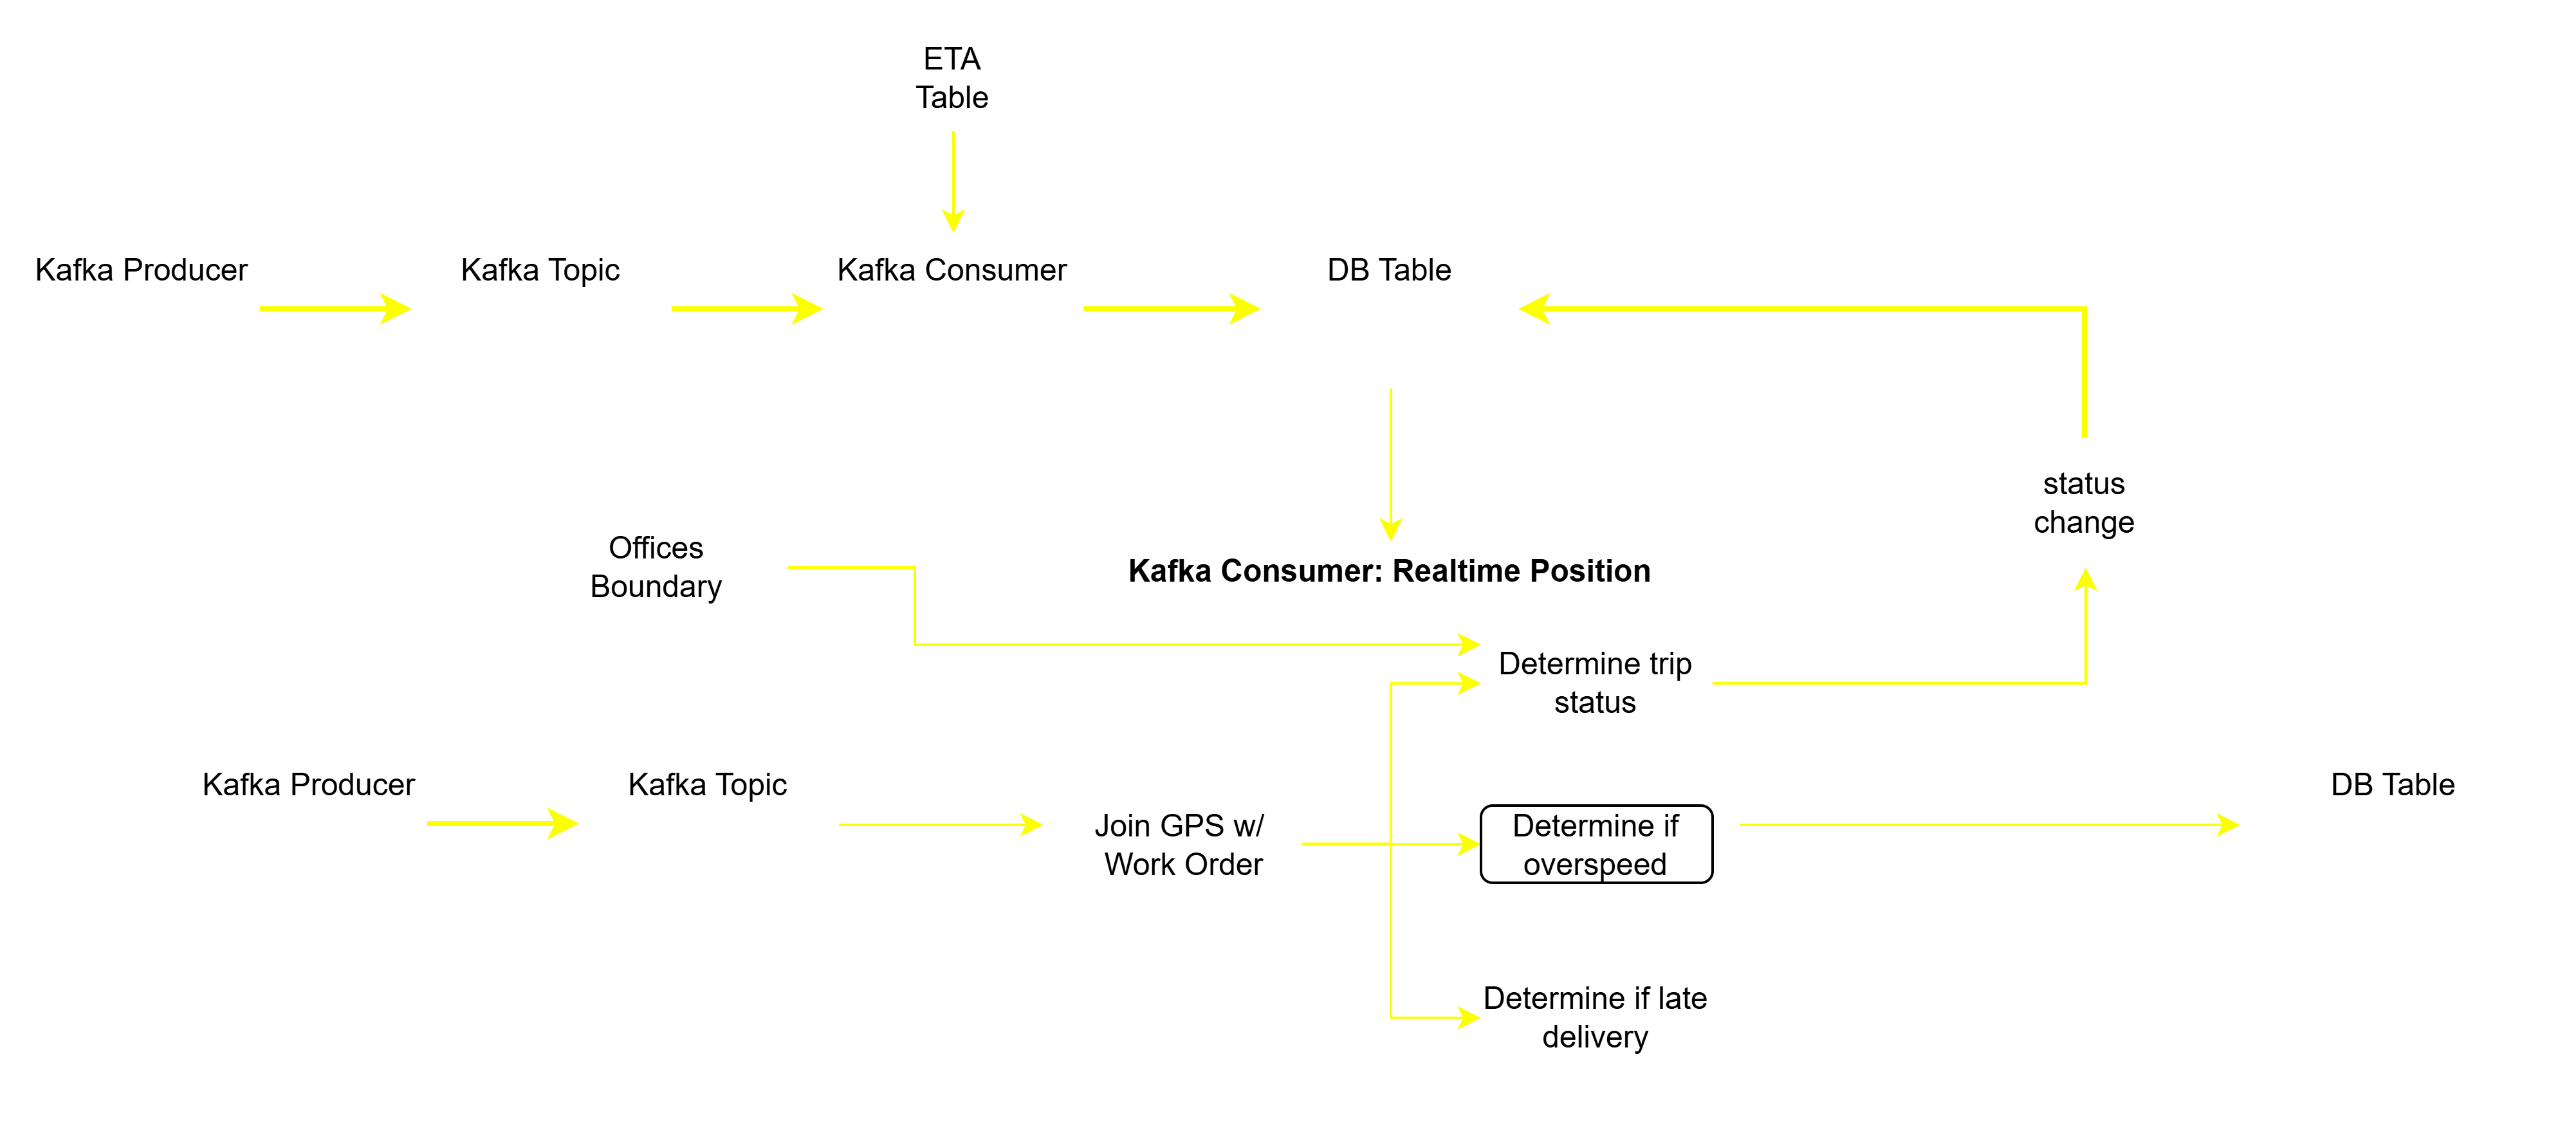 ETA
Table
Kafka Producer
Kafka Topic
Kafka Consumer
DB Table
status
change
Offices
Boundary
Kafka Consumer: Realtime Position
Determine trip
status
Kafka Producer
Kafka Topic
Join GPS w/
Work Order
Determine if
overspeed
DB Table
Determine if late
delivery